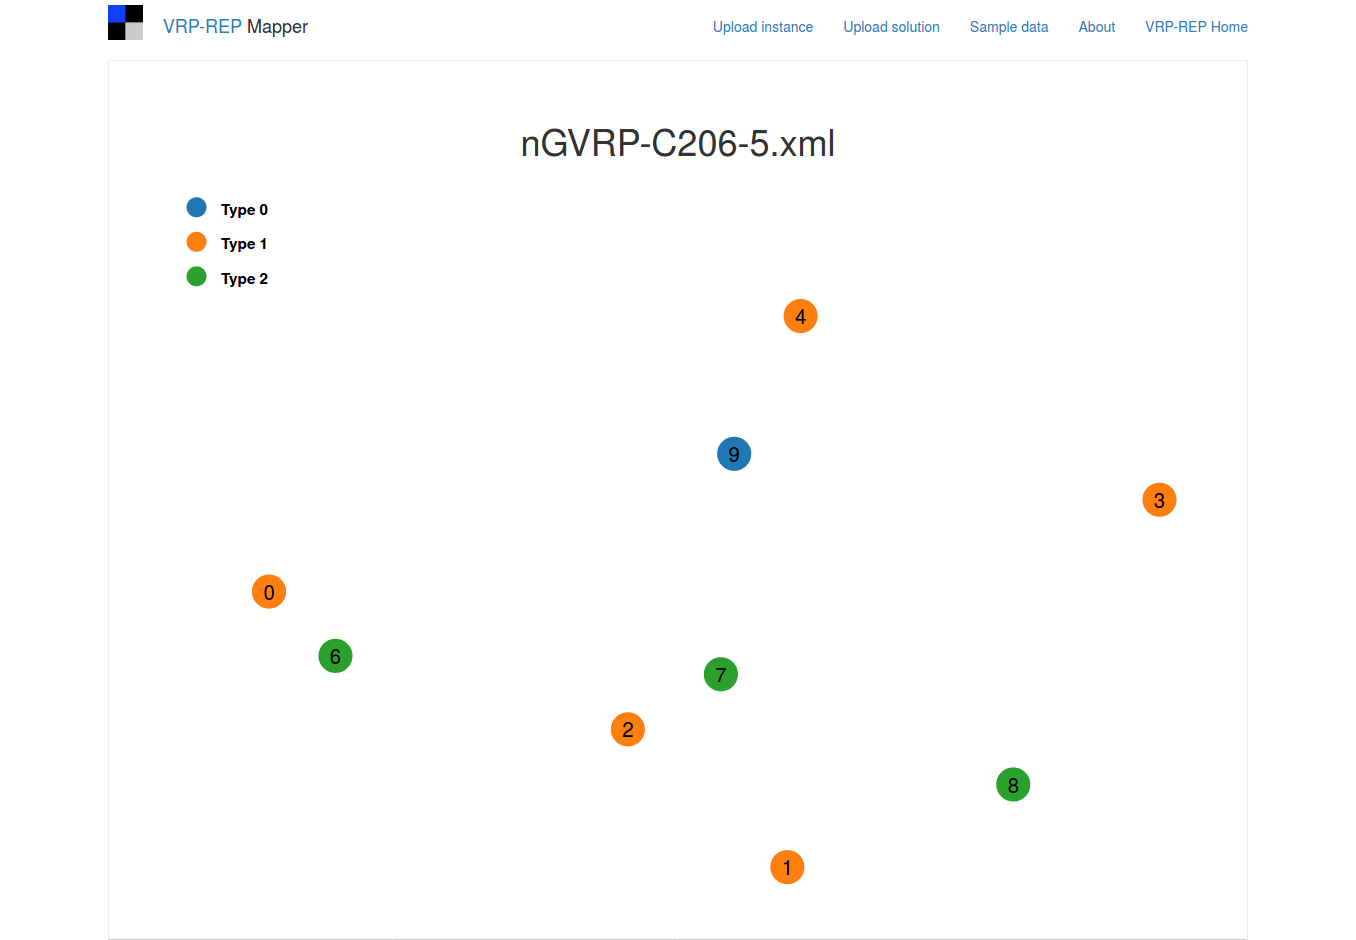 VRP-REP Mapper Upload instance Upload solution Sample data About VRP-REP Home
nGVRP-C206-5.xml
Type 0
Type 1
Type 2
4
9
3
0
6
7
2
8
1